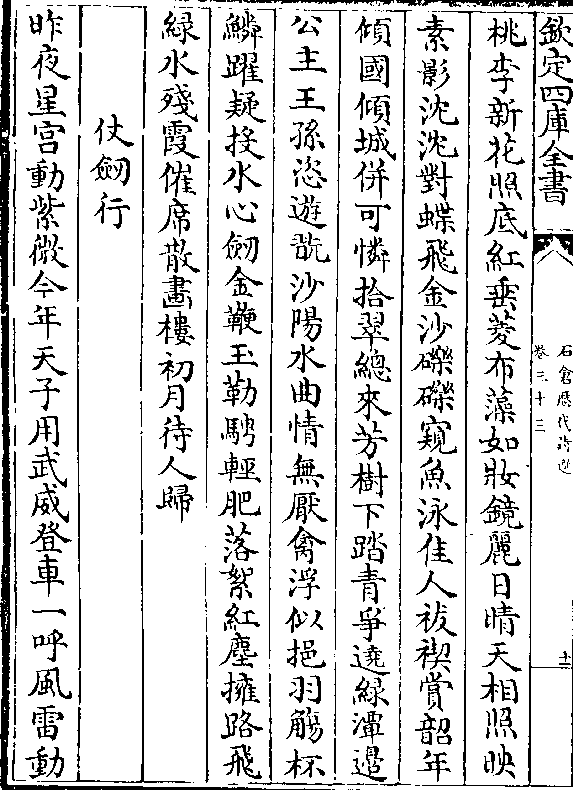 欽定四庫全書
石倉歷代詩選
卷三十三
十一
桃李新花照底紅垂菱布藻如妝鏡麗日晴天相照映
素影沈沈對蝶飛金沙礫礫窺魚泳佳人祓禊賞韶年
傾國傾城併可憐拾翠總來芳樹下踏青爭遶緑潭邊
公主王孫恣遊翫沙陽水曲情無厭禽浮似挹羽觴杯
鱗躍疑投水心劒金鞭玉勒騁輕肥落絮紅塵擁路飛
緑水殘霞催席散畫樓初月待人歸
仗劒行
昨夜星宫動紫微今年天子用武威登車一呼風雷動